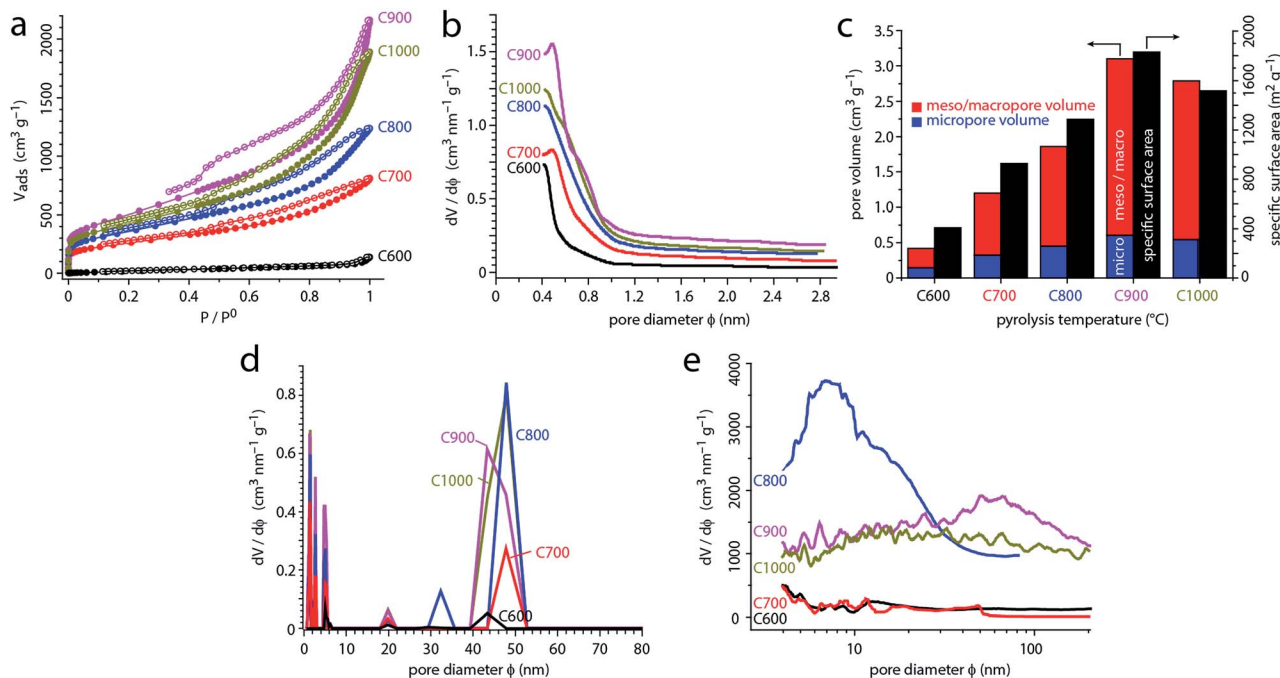 a
C900
2000
C1000
1500
C800
1000
C700
500
C600
0
0
0.2
0.4
0.6
0.8
1
P / P⁰
V_ads (cm³ g⁻¹)
b
1.5
C900
C1000
C800
1.0
C700
C600
0.5
0
0
0.4
0.6
1.2
1.6
2.0
2.4
2.8
pore diameter ϕ (nm)
dV / dϕ (cm³ nm⁻¹ g⁻¹)
c
3.5
3.0
2.5
2.0
1.5
1.0
0.5
0
pore volume (cm³ g⁻¹)
meso/macropore volume
micropore volume
micro
meso / macro
specific surface area
2000
1600
1200
800
400
0
specific surface area (m² g⁻¹)
C600
C700
C800
C900
C1000
pyrolysis temperature (°C)
d
0.8
0.6
0.4
0.2
0
C900
C800
C1000
C700
C600
0
10
20
30
40
50
60
70
80
pore diameter ϕ (nm)
dV / dϕ (cm³ nm⁻¹ g⁻¹)
e
4000
3000
2000
1000
0
C800
C900
C1000
C700
C600
10
100
pore diameter ϕ (nm)
dV / dϕ (cm³ nm⁻¹ g⁻¹)